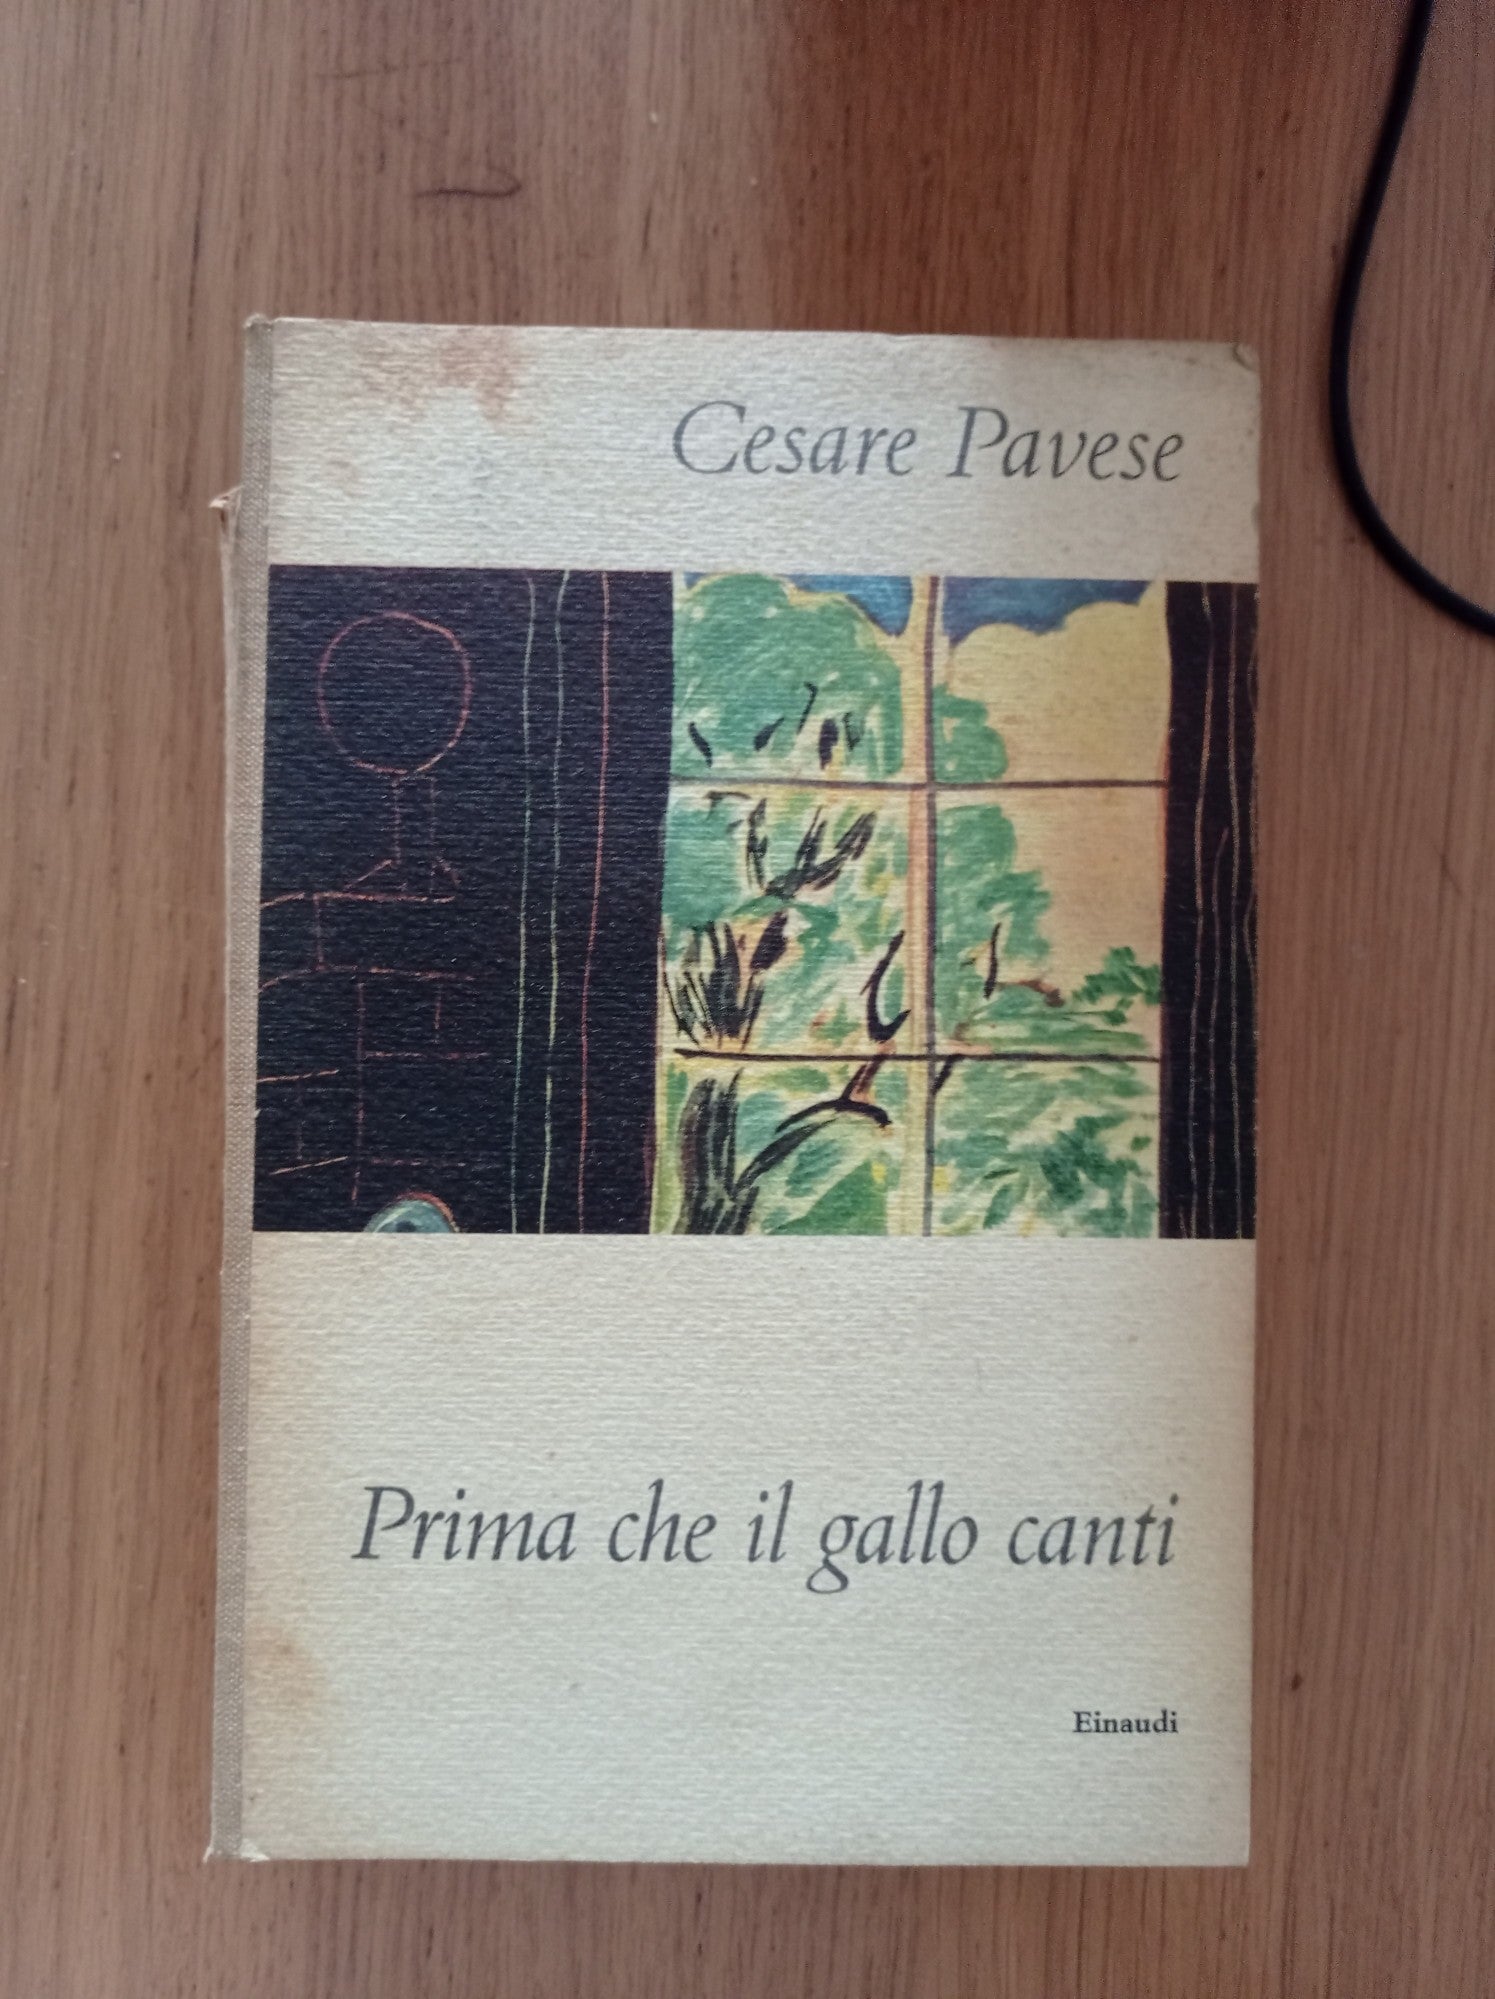 Cesare Pavese
Prima che il gallo canti
Einaudi